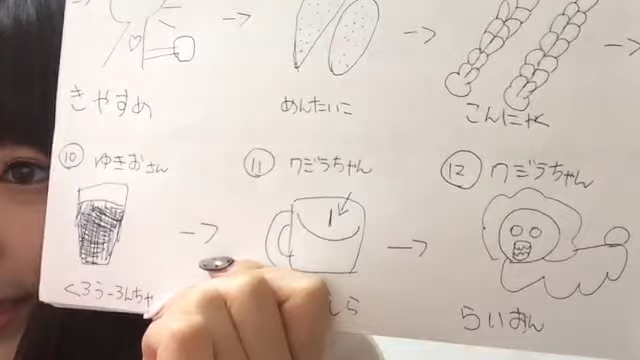 きやすめ
めんたいこ
こんにゃく
⑩ ゆきおさん
⑪ クジラちゃん
⑫ クジラちゃん
らいおん